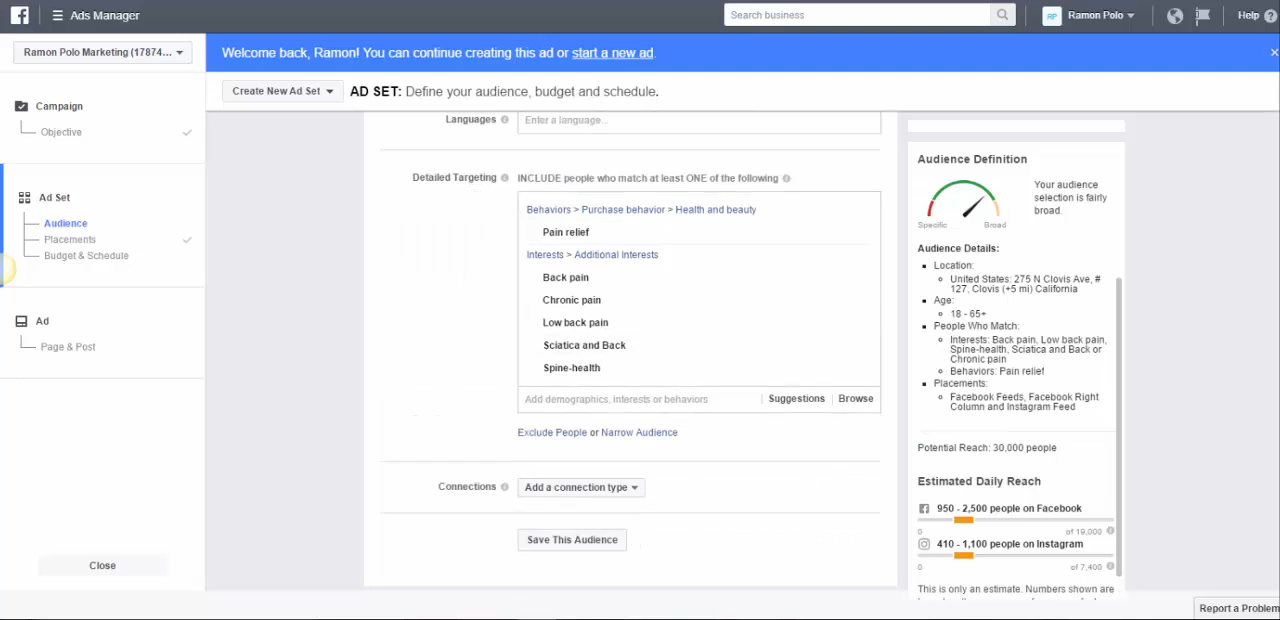 Ads Manager
Search business
RP
Ramon Polo
Help
Ramon Polo Marketing (17874...
Welcome back, Ramon! You can continue creating this ad or start a new ad.
Create New Ad Set
AD SET: Define your audience, budget and schedule.
Campaign
Objective
Ad Set
Audience
Placements
Budget & Schedule
Ad
Page & Post
Close
Languages
Enter a language...
Detailed Targeting
INCLUDE people who match at least ONE of the following
Behaviors > Purchase behavior > Health and beauty
Pain relief
Interests > Additional Interests
Back pain
Chronic pain
Low back pain
Sciatica and Back
Spine-health
Add demographics, interests or behaviors
Suggestions
Browse
Exclude People or Narrow Audience
Connections
Add a connection type
Save This Audience
Audience Definition
Specific
Broad
Your audience
selection is fairly
broad.
Audience Details:
Location:
United States: 275 N Clovis Ave, #
127, Clovis (+5 mi) California
Age:
18 - 65+
People Who Match:
Interests: Back pain, Low back pain,
Spine-health, Sciatica and Back or
Chronic pain
Behaviors: Pain relief
Placements:
Facebook Feeds, Facebook Right
Column and Instagram Feed
Potential Reach: 30,000 people
Estimated Daily Reach
950 - 2,500 people on Facebook
0
of 19,000
410 - 1,100 people on Instagram
0
of 7,400
This is only an estimate. Numbers shown are
Report a Problem